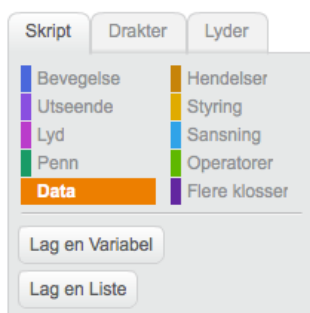 Skript Drakter Lyder
Bevegelse Hendelser
Utseende Styring
Lyd Sansning
Penn Operatorer
Data Flere klosser
Lag en Variabel
Lag en Liste